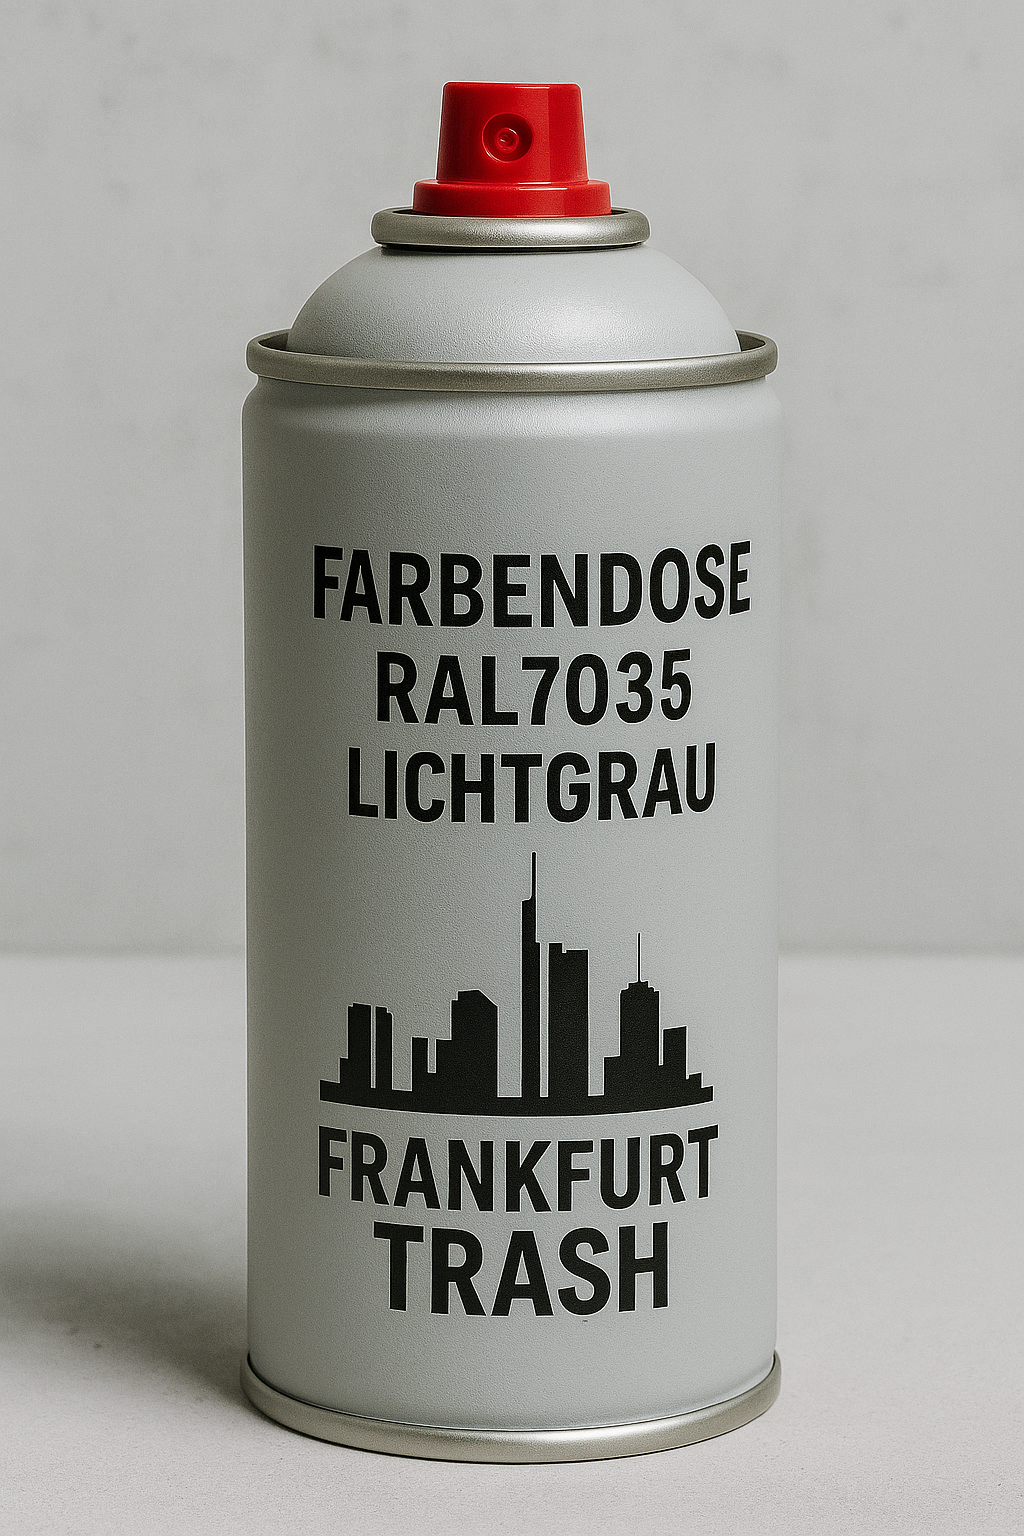 FARBENDOSE
RAL7035
LICHTGRAU
FRANKFURT
TRASH